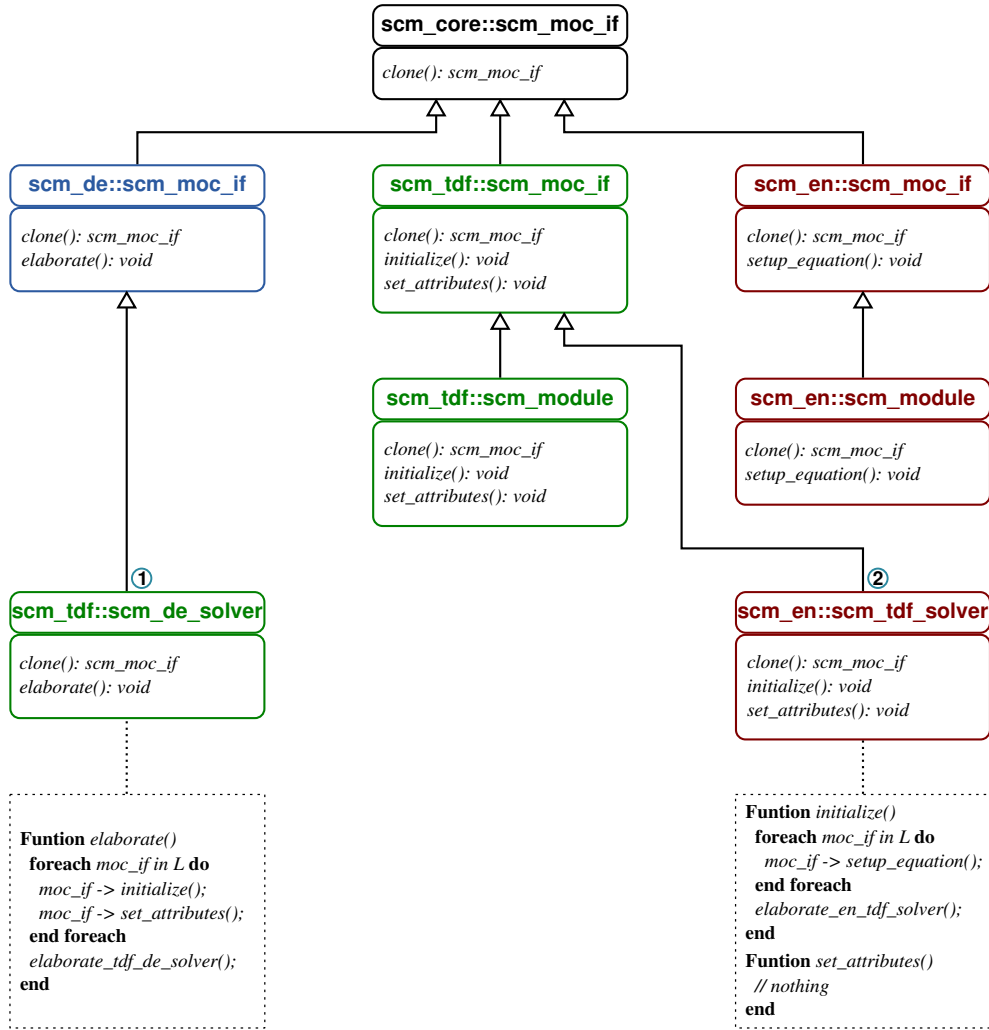 scm_core::scm_moc_if
clone(): scm_moc_if
scm_de::scm_moc_if
clone(): scm_moc_if
elaborate(): void
scm_tdf::scm_moc_if
clone(): scm_moc_if
initialize(): void
set_attributes(): void
scm_en::scm_moc_if
clone(): scm_moc_if
setup_equation(): void
scm_tdf::scm_module
clone(): scm_moc_if
initialize(): void
set_attributes(): void
scm_en::scm_module
clone(): scm_moc_if
setup_equation(): void
1
scm_tdf::scm_de_solver
clone(): scm_moc_if
elaborate(): void
2
scm_en::scm_tdf_solver
clone(): scm_moc_if
initialize(): void
set_attributes(): void
Funtion elaborate()
foreach moc_if in L do
moc_if -> initialize();
moc_if -> set_attributes();
end foreach
elaborate_tdf_de_solver();
end
Funtion initialize()
foreach moc_if in L do
moc_if -> setup_equation();
end foreach
elaborate_en_tdf_solver();
end
Funtion set_attributes()
// nothing
end